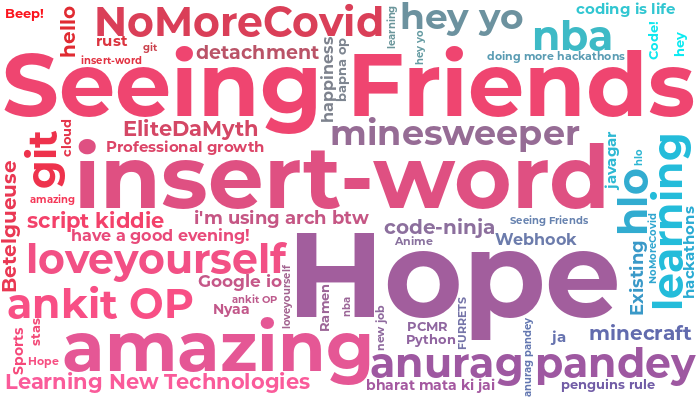 Beep!
hello
NoMoreCovid
learning
hey yo
coding is life
rust
git
detachment
happiness
bapna op
hey yo
nba
Code!
hey
insert-word
doing more hackathons
Seeing Friends
git
cloud
EliteDaMyth
minesweeper
Professional growth
insert-word
javagar
hlo
learning
Betelgueuse
amazing
hlo
script kiddie
i'm using arch btw
code-ninja
Seeing Friends
NoMoreCovid
hackathons
have a good evening!
Anime
Webhook
Existing
loveyourself
Hope
Google io
loveyourself
ankit OP
ankit OP
Nyaa
Ramen
nba
new job
PCMR
Python
FURRETS
anurag pandey
sports
stas
amazing
ja
minecraft
Hope
anurag pandey
Learning New Technologies
bharat mata ki jai
penguins rule